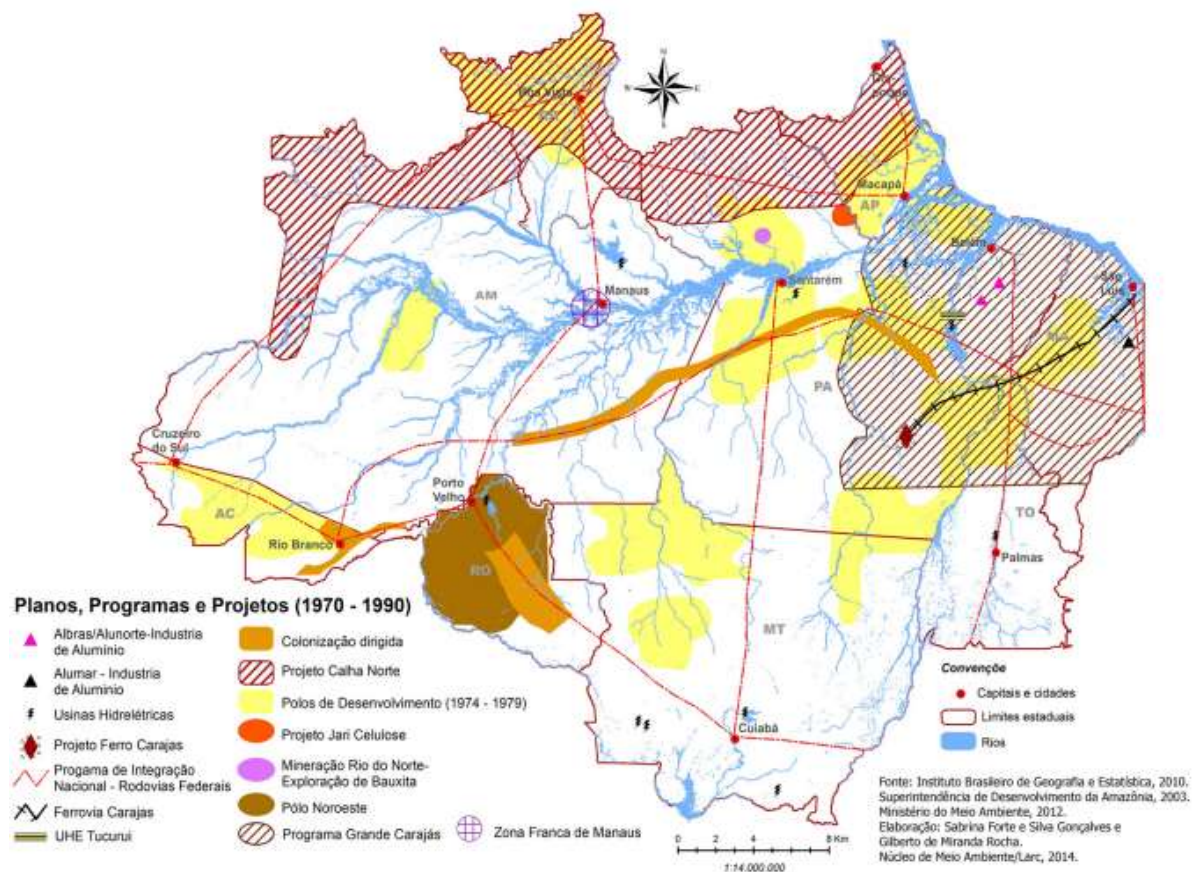 N
W
E
S
Boa Vista
RR
Macapá
AP
Belém
São
Luis
MA
Santarém
Manaus
AM
PA
Cruzeiro
do Sul
Porto
Velho
AC
Rio Branco
RO
TO
Palmas
MT
Cuiabá
Planos, Programas e Projetos (1970 - 1990)
Albras/Alunorte-Industria
de Alumínio
Alumar - Industria
de Alumínio
Usinas Hidrelétricas
Projeto Ferro Carajas
Progama de Integração
Nacional - Rodovias Federais
Ferrovia Carajas
UHE Tucurui
Colonização dirigida
Projeto Calha Norte
Polos de Desenvolvimento (1974 - 1979)
Projeto Jari Celulose
Mineração Rio do Norte-
Exploração de Bauxita
Pólo Noroeste
Programa Grande Carajás
Zona Franca de Manaus
Convençõe
Capitais e cidades
Limites estaduais
Rios
0 2 4 8 Km
1:14.000.000
Fonte: Instituto Brasileiro de Geografia e Estatística, 2010.
Superintendência de Desenvolvimento da Amazônia, 2003.
Ministério do Meio Ambiente, 2012.
Elaboração: Sabrina Forte e Silva Gonçalves e
Gilberto de Miranda Rocha.
Núcleo de Meio Ambiente/Larc, 2014.